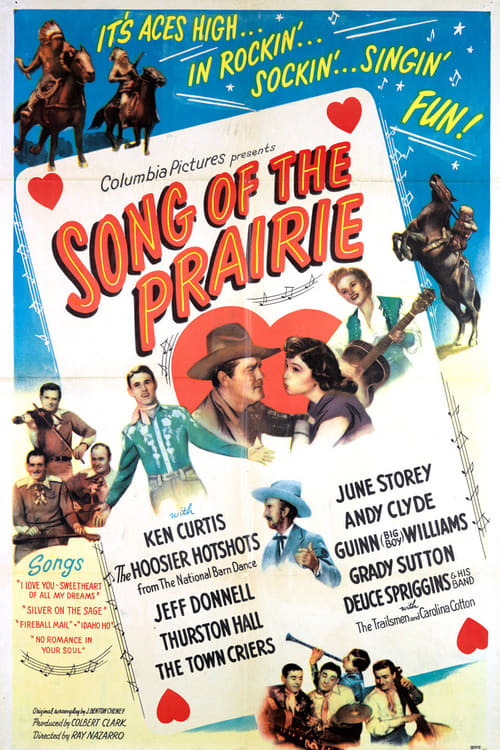 IT'S ACES HIGH...
IN ROCKIN'...
SOCKIN'...SINGIN'
FUN!
Columbia Pictures presents
SONG OF THE
PRAIRIE
with
KEN CURTIS
The HOOSIER HOTSHOTS
from The National Barn Dance
JEFF DONNELL
THURSTON HALL
THE TOWN CRIERS
JUNE STOREY
ANDY CLYDE
GUINN (BIG BOY) WILLIAMS
GRADY SUTTON
DEUCE SPRIGGINS & HIS BAND
with
The Trailsmen and Carolina Cotton
Songs
"I LOVE YOU - SWEETHEART
OF ALL MY DREAMS"
"SILVER ON THE SAGE"
"FIREBALL MAIL" • "IDAHO HO"
"NO ROMANCE IN
YOUR SOUL"
Original screenplay by J. BENTON CHENEY
Produced by COLBERT CLARK
Directed by RAY NAZARRO